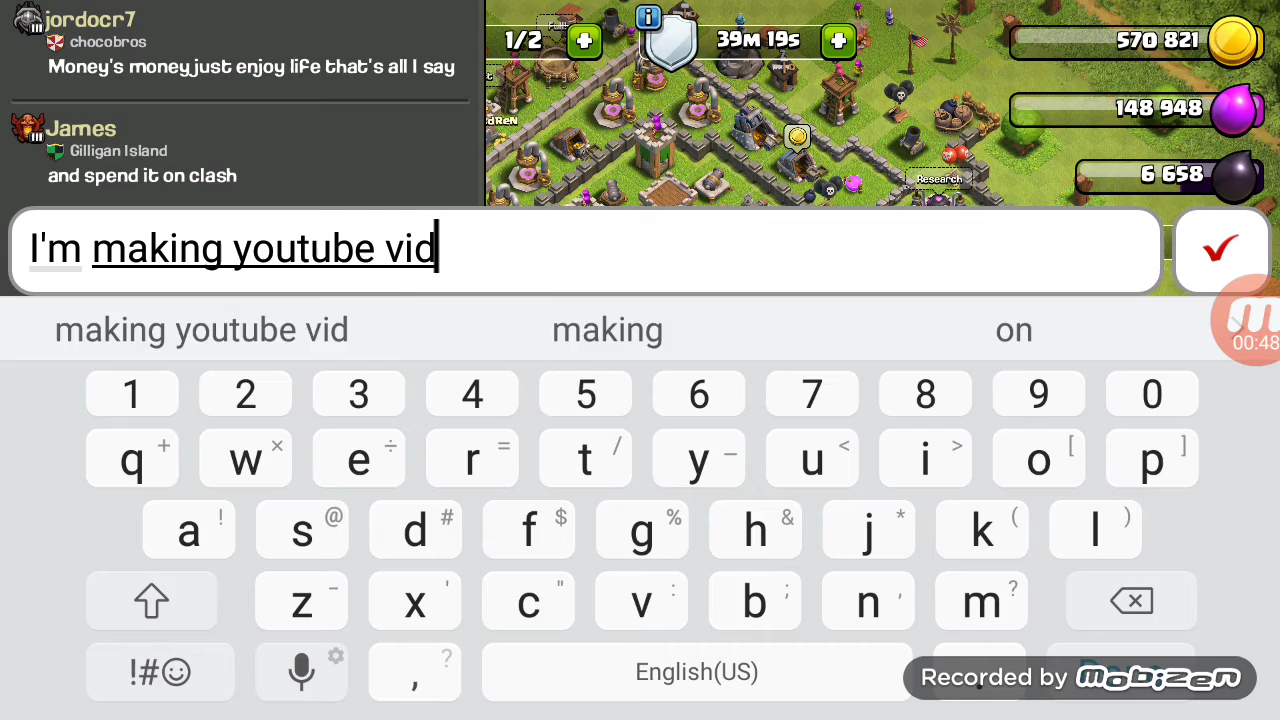 jordocr7
chocobros
Money's money,just enjoy life that's all I say
James
Gilligan Island
and spend it on clash
1/2
39M 19S
570 821
148 948
6 658
Research
I'm making youtube vid
00:48
making youtube vid making on
1 2 3 4 5 6 7 8 9 0
q + w × e ÷ r = t / y – u < i > o [ p ]
a ! s @ d # f $ g % h & j * k ( l )
z - x ' c " v : b ; n , m ?
!#☺ , ? English(US)
Recorded by mobizen